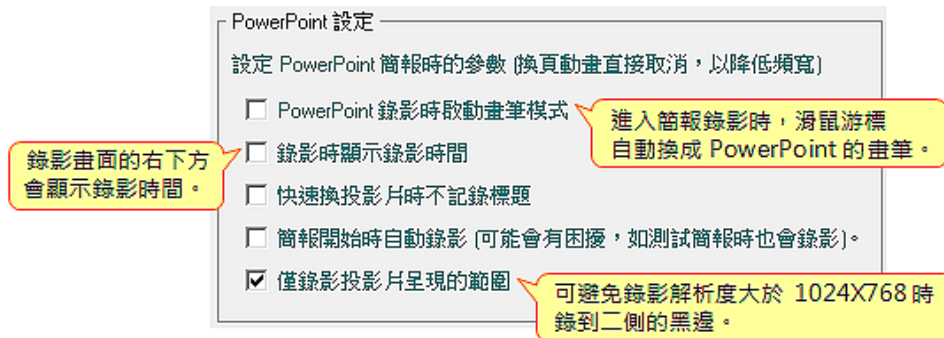 PowerPoint 設定
設定 PowerPoint 簡報時的參數 (換頁動畫直接取消，以降低頻寬)
PowerPoint 錄影時啟動畫筆模式
進入簡報錄影時，滑鼠游標
自動換成 PowerPoint 的畫筆。
錄影畫面的右下方
會顯示錄影時間。
錄影時顯示錄影時間
快速換投影片時不記錄標題
簡報開始時自動錄影 (可能會有困擾，如測試簡報時也會錄影)。
僅錄影投影片呈現的範圍
可避免錄影解析度大於 1024X768 時
錄到二側的黑邊。